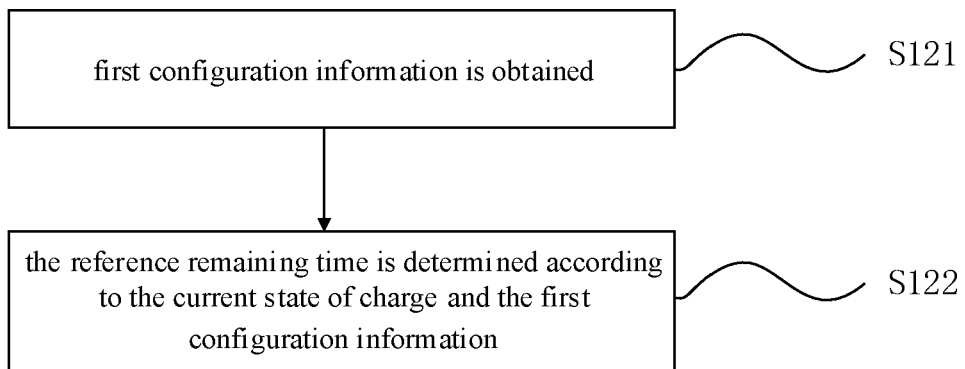 first configuration information is obtained
S121
the reference remaining time is determined according
to the current state of charge and the first
configuration information
S122